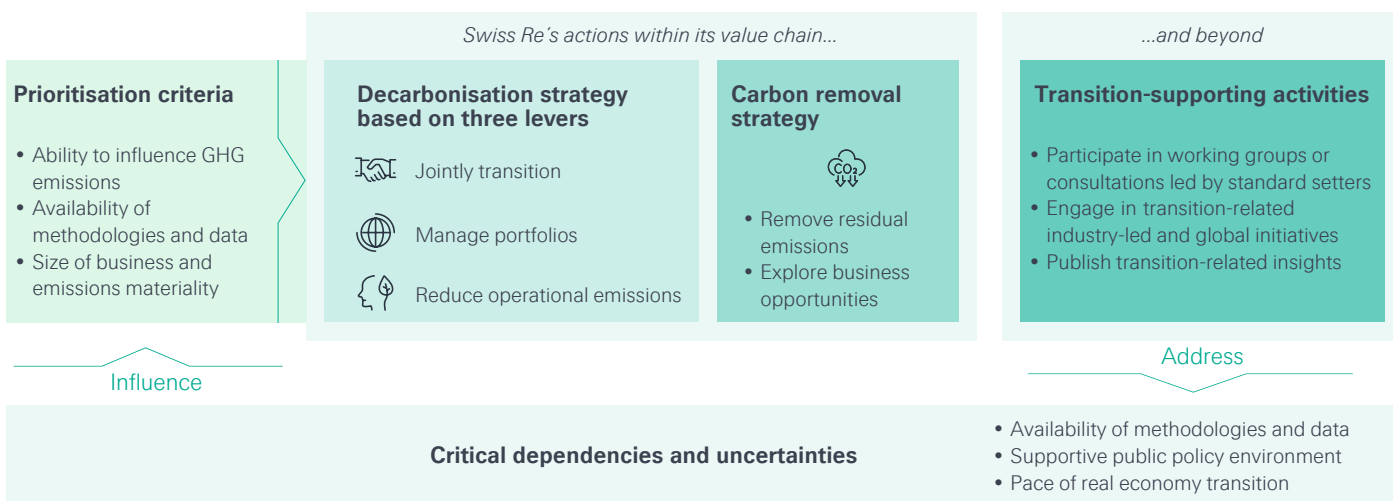 Swiss Re´s actions within its value chain...
...and beyond
Prioritisation criteria
• Ability to influence GHG
emissions
• Availability of
methodologies and data
• Size of business and
emissions materiality
Decarbonisation strategy
based on three levers
Jointly transition
Manage portfolios
Reduce operational emissions
Carbon removal
strategy
CO₂
• Remove residual
emissions
• Explore business
opportunities
Transition-supporting activities
• Participate in working groups or
consultations led by standard setters
• Engage in transition-related
industry-led and global initiatives
• Publish transition-related insights
Influence
Address
Critical dependencies and uncertainties
• Availability of methodologies and data
• Supportive public policy environment
• Pace of real economy transition